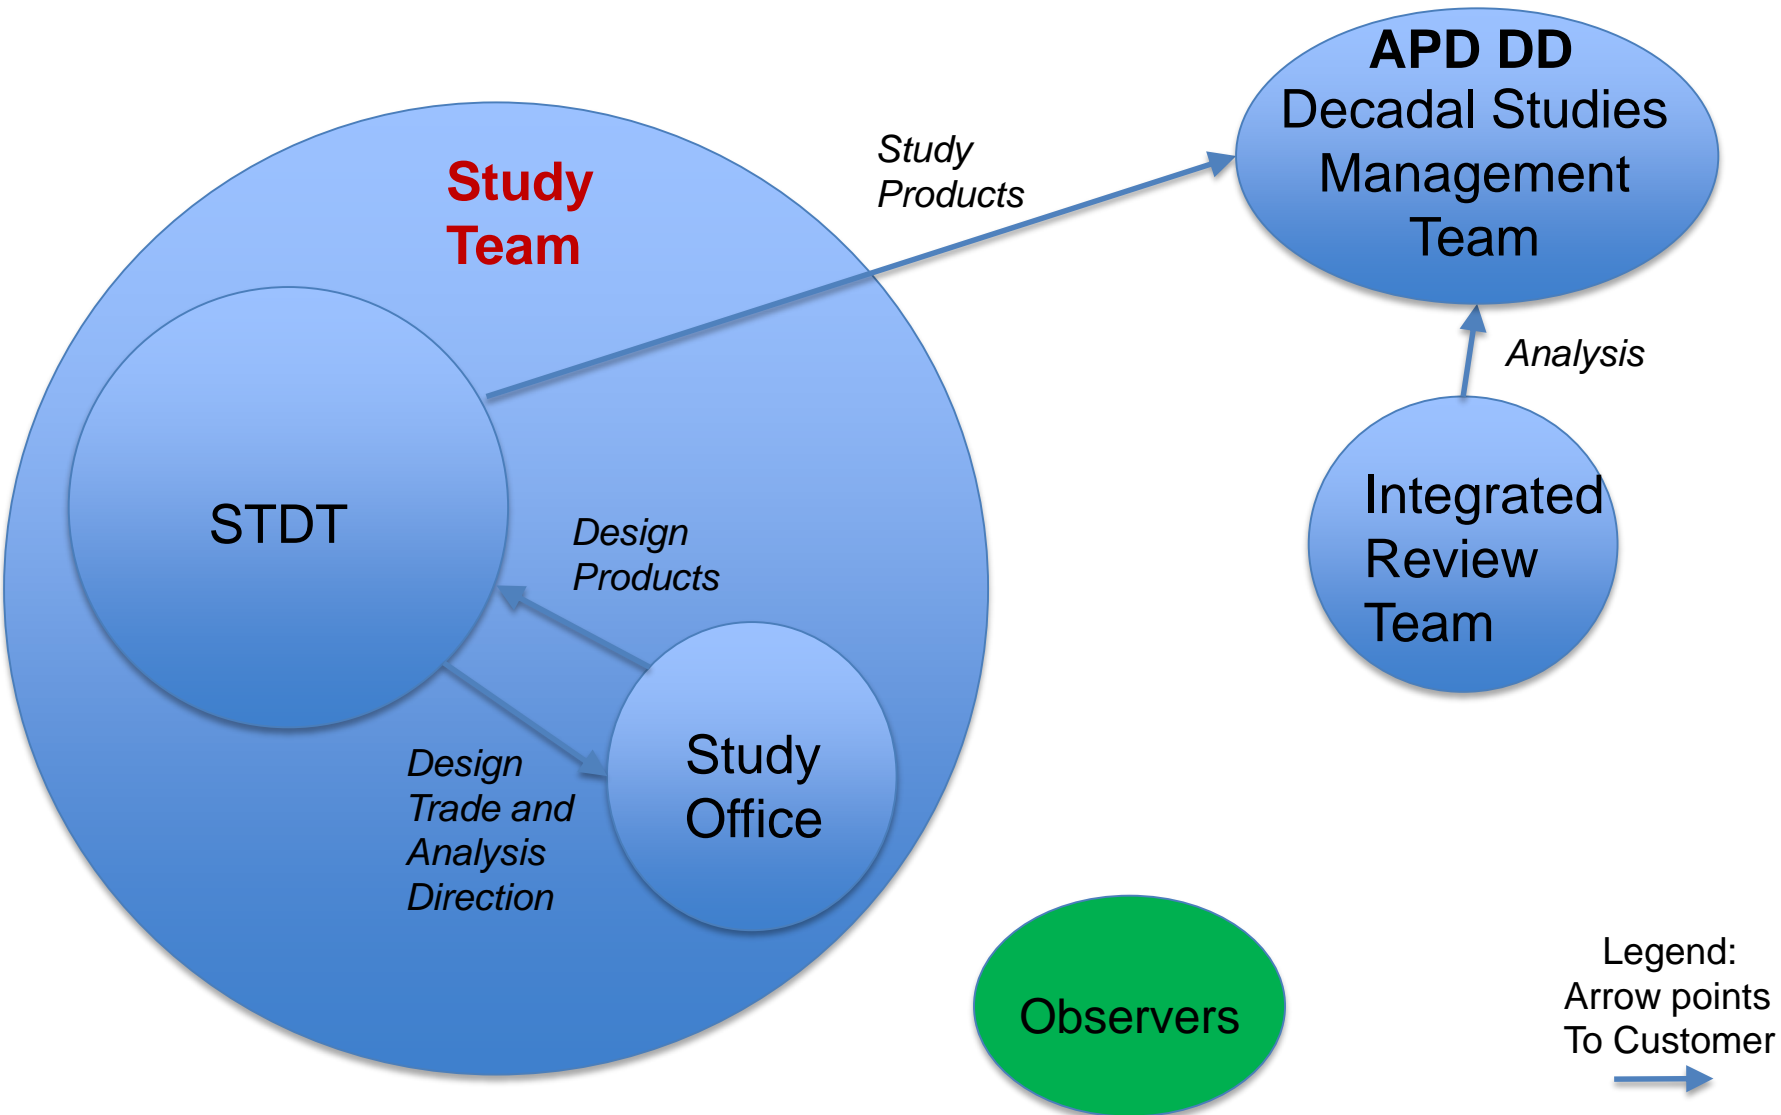 APD DD
Decadal Studies
Management
Team
Study
Products
Study
Team
Analysis
STDT
Design
Products
Integrated
Review
Team
Design
Trade and
Analysis
Direction
Study
Office
Observers
Legend:
Arrow points
To Customer